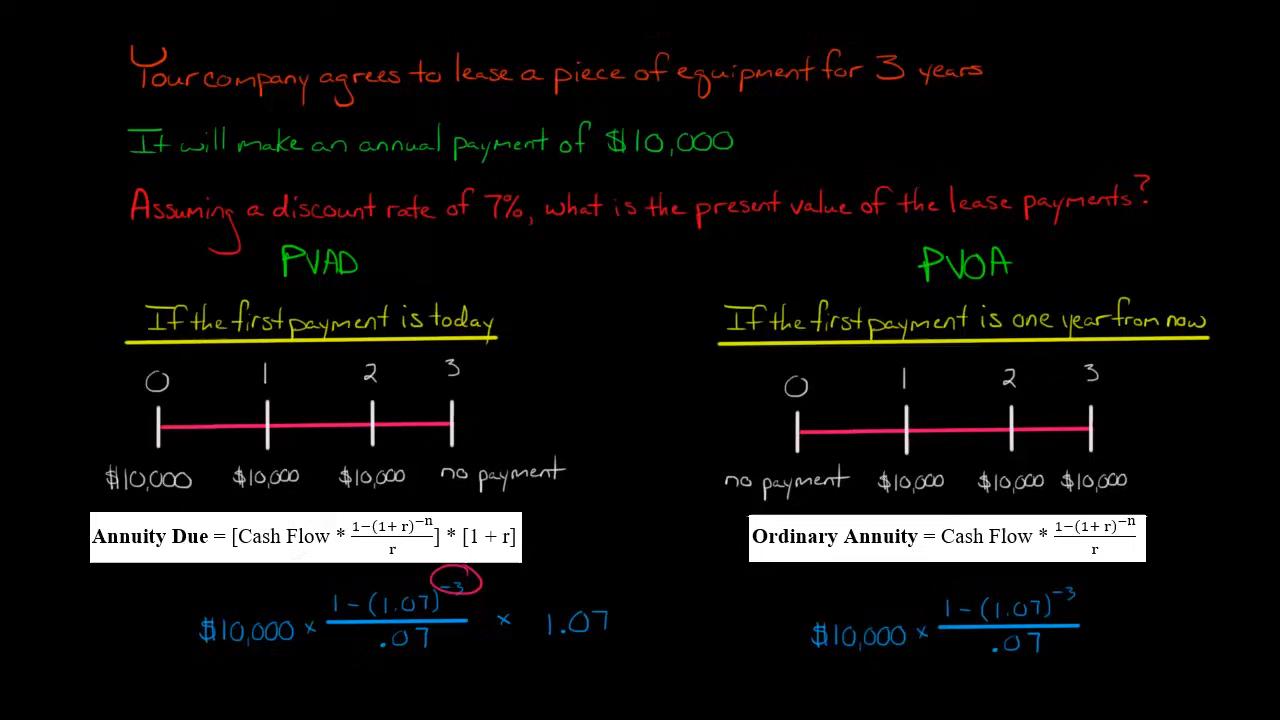 Your company agrees to lease a piece of equipment for 3 years
It will make an annual payment of $10,000
Assuming a discount rate of 7%, what is the present value of the lease payments?
PVAD
If the first payment is today
0 1 2 3
$10,000 $10,000 $10,000 no payment
Annuity Due = [Cash Flow * (1−(1+ r)^−n)/r] * [1 + r]
$10,000 × (1 − (1.07)^−3)/.07 × 1.07
PVOA
If the first payment is one year from now
0 1 2 3
no payment $10,000 $10,000 $10,000
Ordinary Annuity = Cash Flow * (1−(1+ r)^−n)/r
$10,000 × (1 − (1.07)^−3)/.07